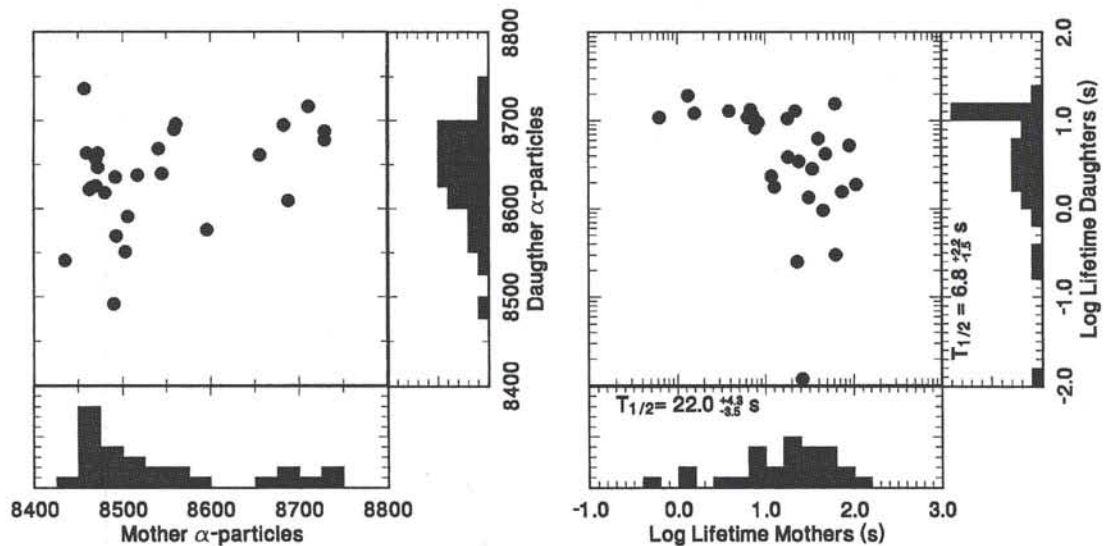 8800
8700
8600
8500
8400
Daugther α-particles
8400 8500 8600 8700 8800
Mother α-particles
2.0
1.0
0.0
-1.0
-2.0
Log Lifetime Daughters (s)
T1/2 = 6.8 +2.2 -1.5 s
T1/2= 22.0 +4.3 -3.5 s
-1.0 0.0 1.0 2.0 3.0
Log Lifetime Mothers (s)